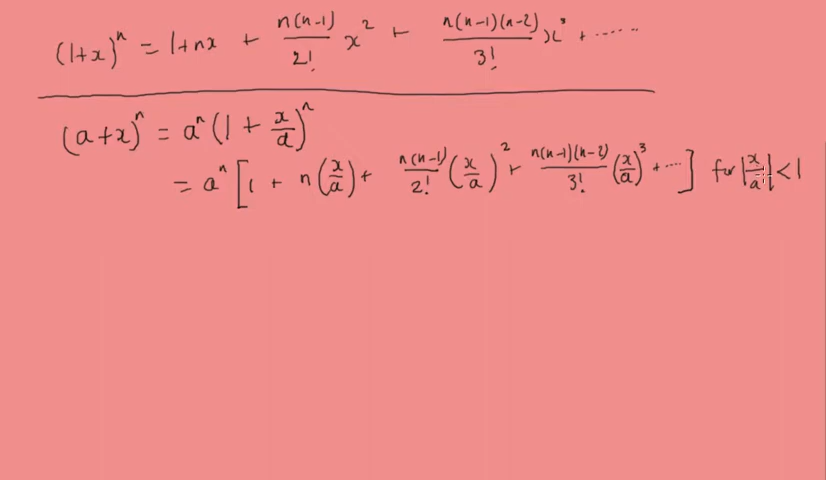 (1+x)^n = 1+nx + n(n-1)/2! x^2 + n(n-1)(n-2)/3! x^3 + ......
(a+x)^n = a^n (1 + x/a)^n
= a^n [1 + n(x/a) + n(n-1)/2! (x/a)^2 + n(n-1)(n-2)/3! (x/a)^3 + ....] for |x/a| < 1